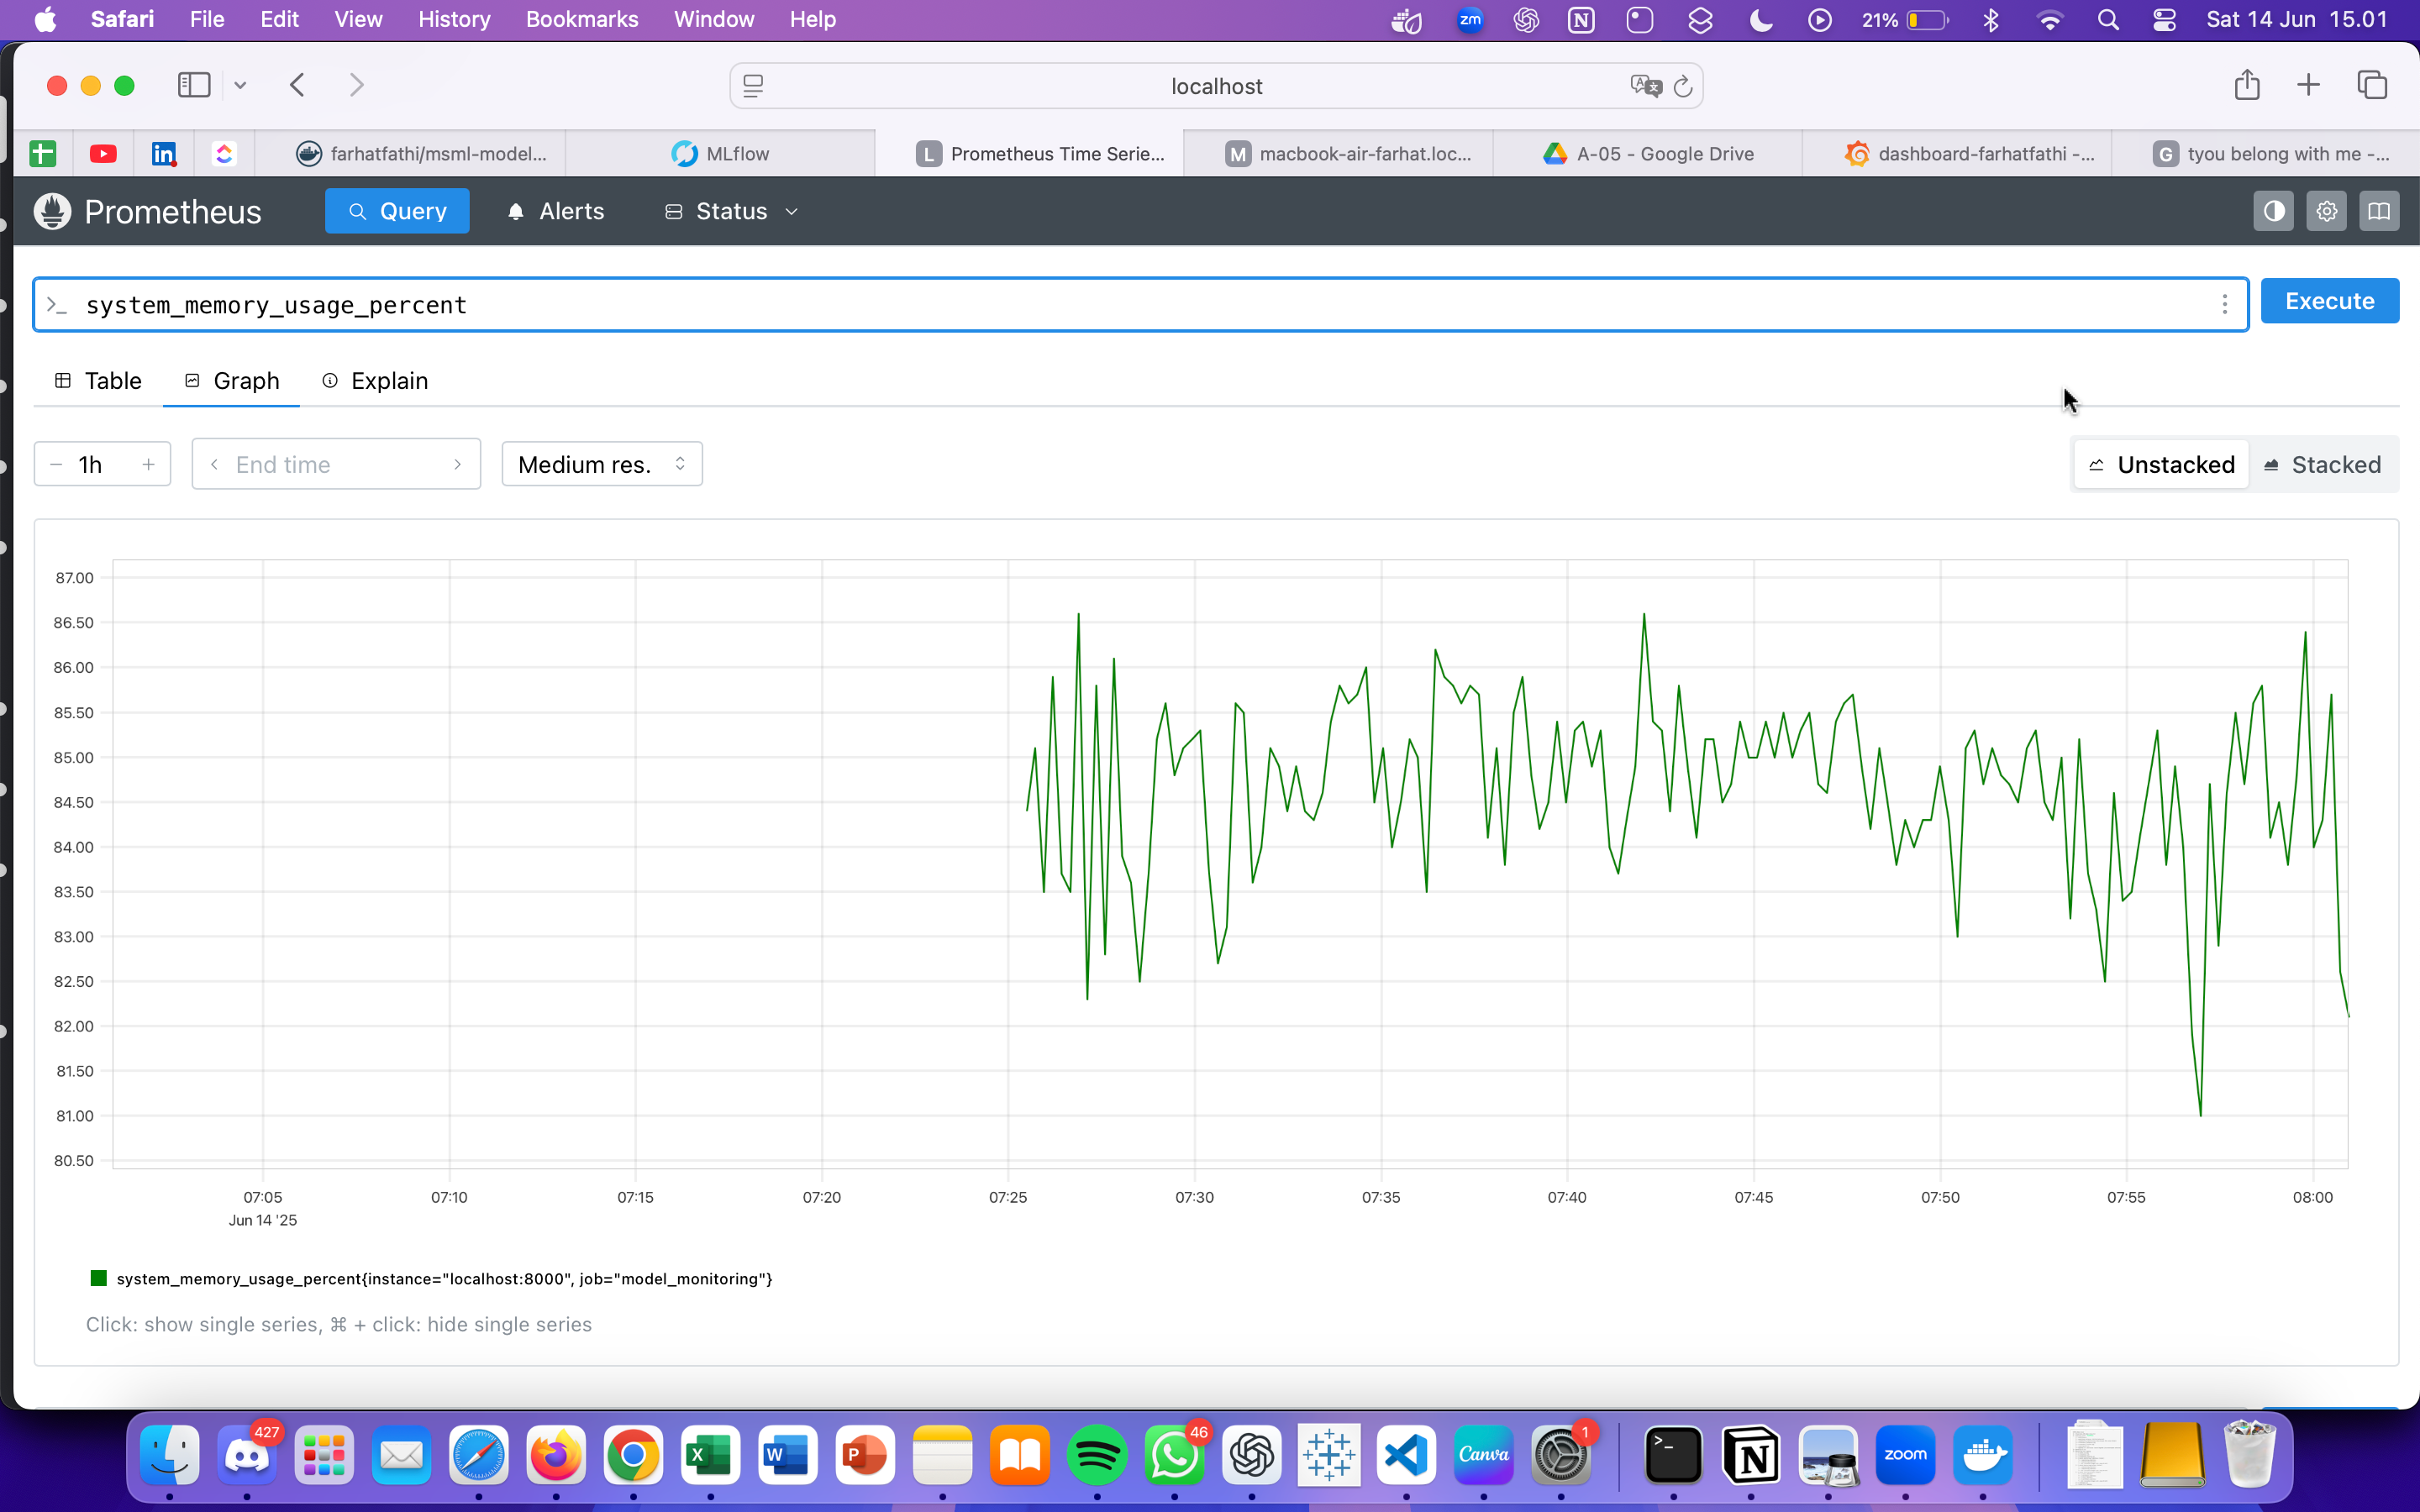 Safari File Edit View History Bookmarks Window Help zm 21% Sat 14 Jun 15.01
localhost
farhatfathi/msml-model... MLflow L Prometheus Time Serie... M macbook-air-farhat.loc... A-05 - Google Drive dashboard-farhatfathi -... G tyou belong with me -...
Prometheus Query Alerts Status
>_ system_memory_usage_percent Execute
Table Graph Explain
− 1h + End time Medium res. Unstacked Stacked
87.00
86.50
86.00
85.50
85.00
84.50
84.00
83.50
83.00
82.50
82.00
81.50
81.00
80.50
07:05 07:10 07:15 07:20 07:25 07:30 07:35 07:40 07:45 07:50 07:55 08:00
Jun 14 '25
system_memory_usage_percent{instance="localhost:8000", job="model_monitoring"}
Click: show single series, ⌘ + click: hide single series
427 46 1
X W P Canva >_ N zoom